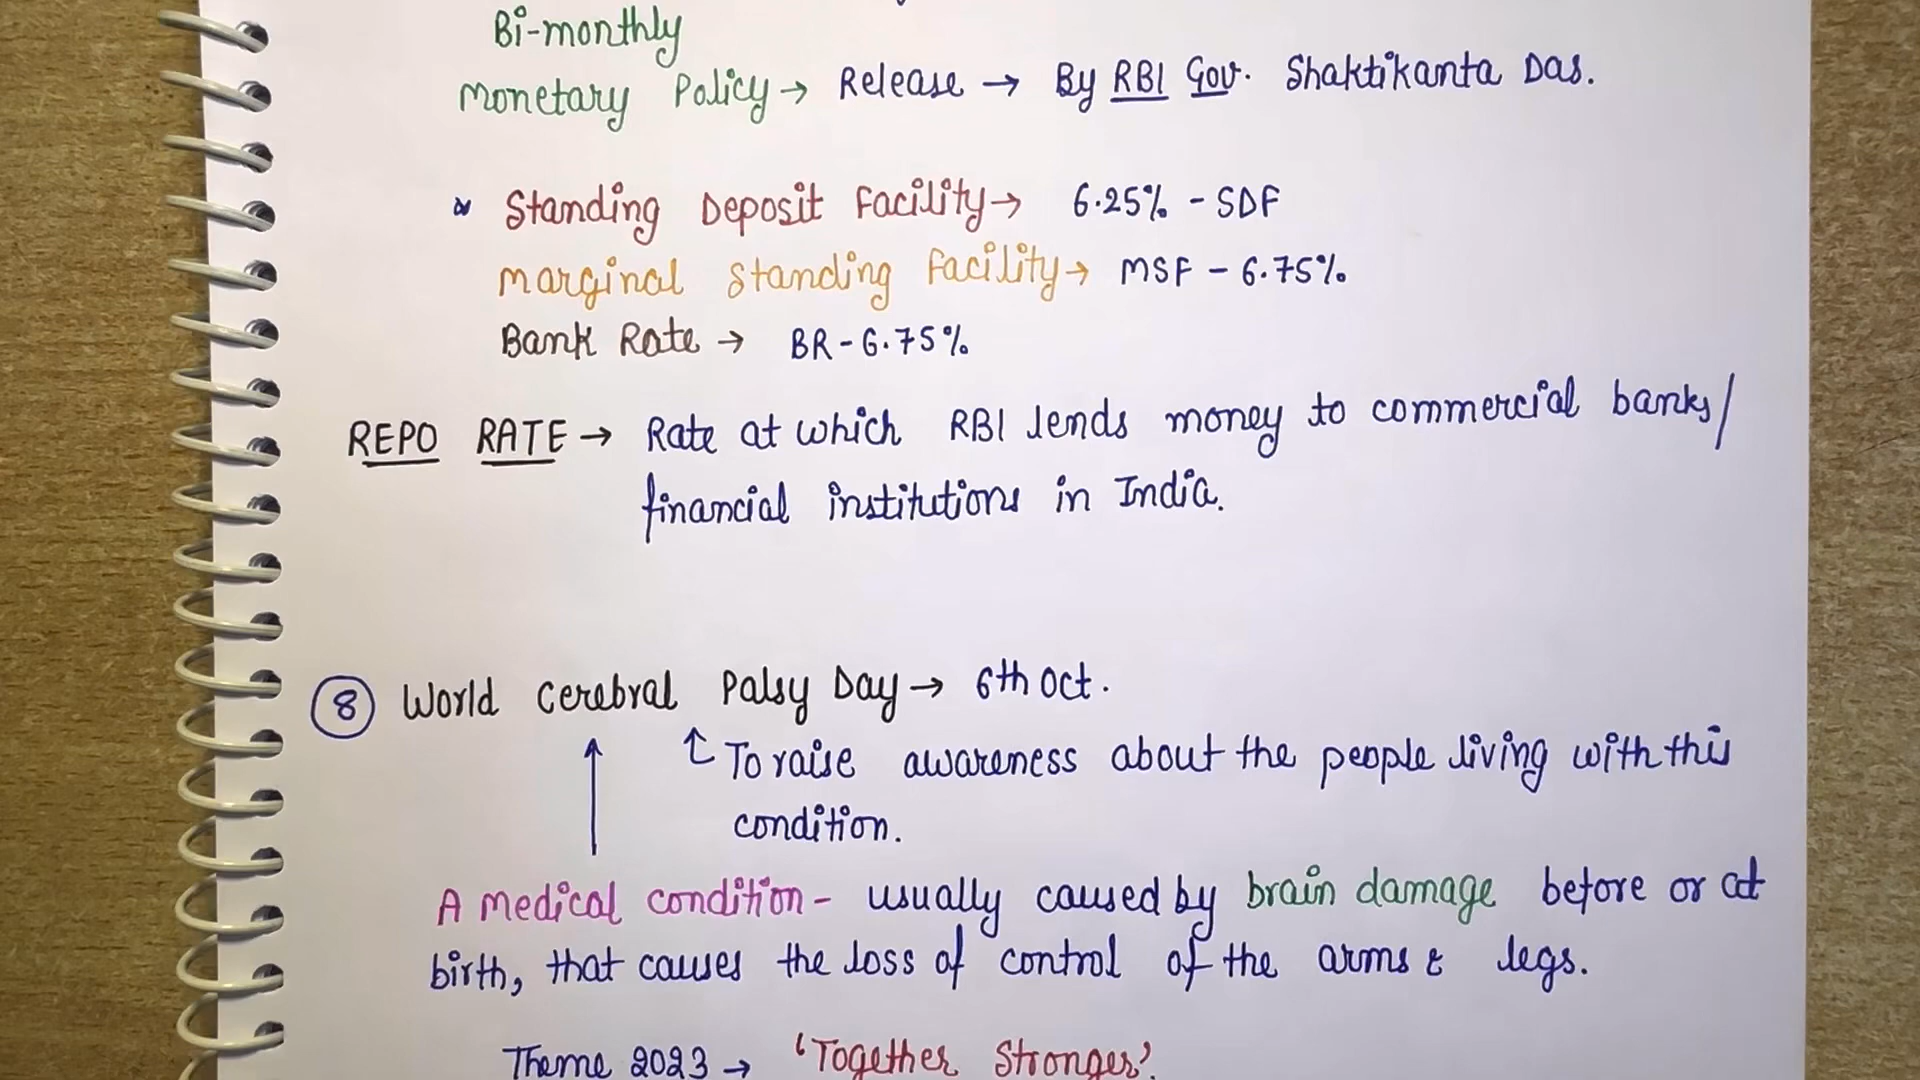 Bi-monthly
Monetary Policy → Release → By RBI Gov. Shaktikanta Das.
Standing Deposit Facility → 6.25% - SDF
Marginal Standing Facility → MSF - 6.75%
Bank Rate → BR - 6.75%
REPO RATE → Rate at which RBI lends money to commercial banks/
financial institutions in India.
8 World Cerebral Palsy Day → 6th Oct.
To raise awareness about the people living with this
condition.
A medical condition - usually caused by brain damage before or at
birth, that causes the loss of control of the arms & legs.
Theme 2023 → 'Together Stronger'.